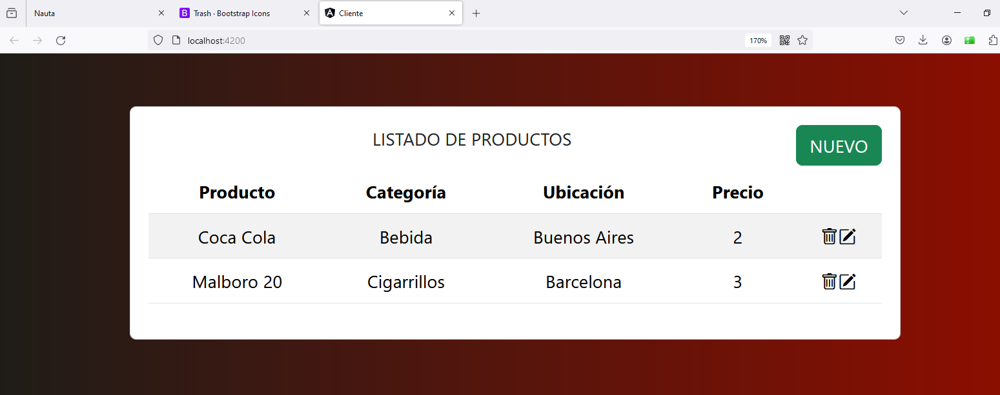 Nauta
B Trash · Bootstrap Icons
Cliente
localhost:4200
170%
LISTADO DE PRODUCTOS
NUEVO
Producto Categoría Ubicación Precio
Coca Cola Bebida Buenos Aires 2
Malboro 20 Cigarrillos Barcelona 3